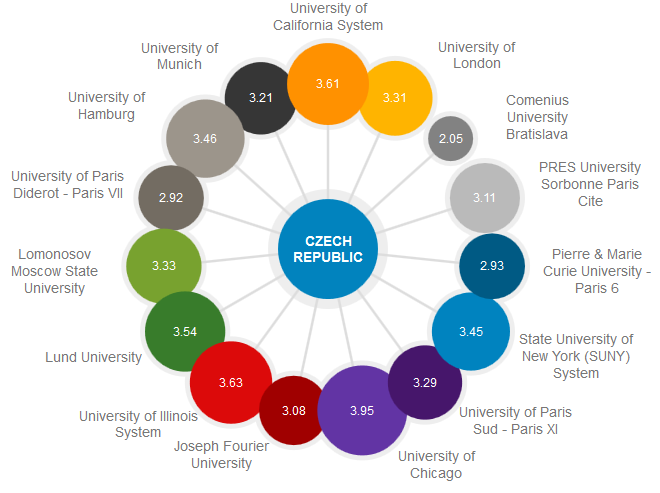 University of
California System
3.61
University of
London
3.31
Comenius
University
Bratislava
2.05
PRES University
Sorbonne Paris
Cite
3.11
Pierre & Marie
Curie University -
Paris 6
2.93
State University of
New York (SUNY)
System
3.45
University of Paris
Sud - Paris XI
3.29
University of
Chicago
3.95
Joseph Fourier
University
3.08
University of Illinois
System
3.63
Lund University
3.54
Lomonosov
Moscow State
University
3.33
University of Paris
Diderot - Paris VII
2.92
University of
Hamburg
3.46
University of
Munich
3.21
CZECH
REPUBLIC